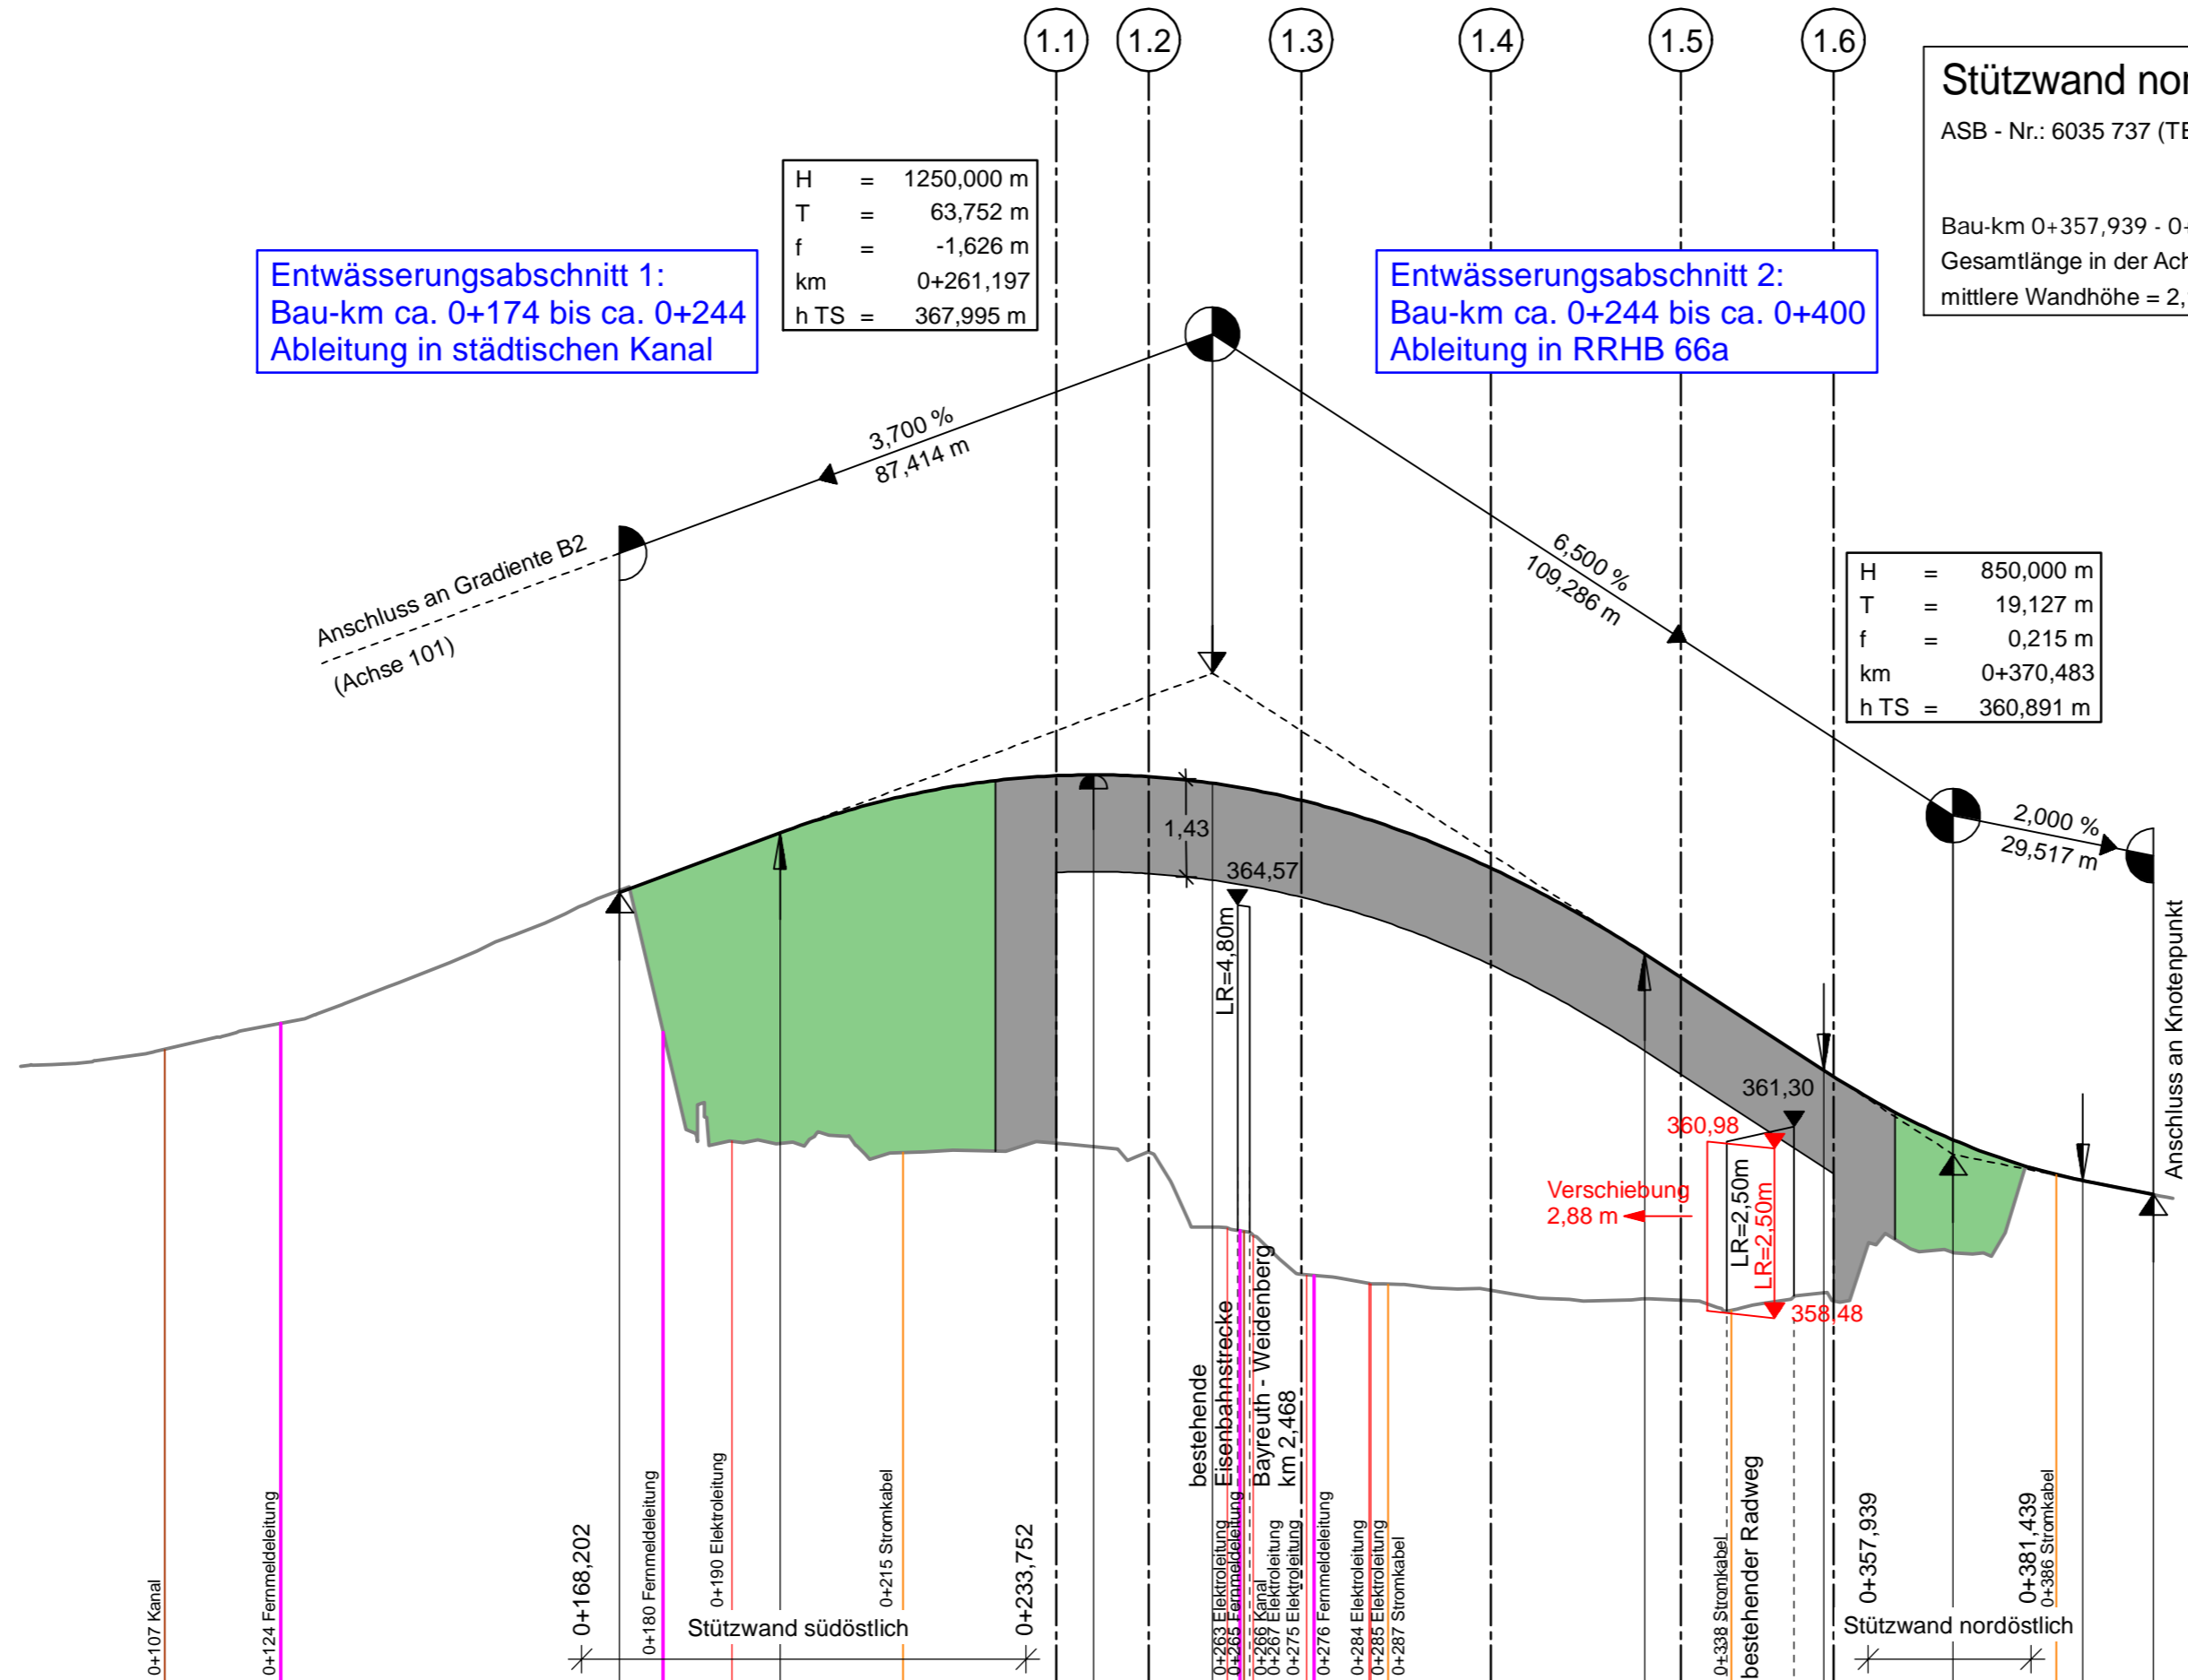 1.1
1.2
1.3
1.4
1.5
1.6
Stützwand nor
ASB - Nr.: 6035 737 (TE
Bau-km 0+357,939 - 0+
Gesamtlänge in der Ach
mittlere Wandhöhe = 2,
H = 1250,000 m
T = 63,752 m
f = -1,626 m
km 0+261,197
h TS = 367,995 m
Entwässerungsabschnitt 1:
Bau-km ca. 0+174 bis ca. 0+244
Ableitung in städtischen Kanal
Entwässerungsabschnitt 2:
Bau-km ca. 0+244 bis ca. 0+400
Ableitung in RRHB 66a
3,700 %
87,414 m
6,500 %
109,286 m
Anschluss an Gradiente B2
(Achse 101)
H = 850,000 m
T = 19,127 m
f = 0,215 m
km 0+370,483
h TS = 360,891 m
2,000 %
29,517 m
Anschluss an Knotenpunkt
1,43
364,57
LR=4,80m
361,30
360,98
LR=2,50m
LR=2,50m
Verschiebung
2,88 m
358,48
bestehende
Eisenbahnstrecke
Bayreuth - Weidenberg
km 2,468
bestehender Radweg
0+107 Kanal
0+124 Fernmeldeleitung
0+168,202
0+180 Fernmeldeleitung
0+190 Elektroleitung
0+215 Stromkabel
0+233,752
Stützwand südöstlich
0+263 Elektroleitung
0+265 Fernmeldeleitung
0+266 Kanal
0+267 Elektroleitung
0+275 Elektroleitung
0+276 Fernmeldeleitung
0+284 Elektroleitung
0+285 Elektroleitung
0+287 Stromkabel
0+338 Stromkabel
0+357,939
0+381,439
0+386 Stromkabel
Stützwand nordöstlich